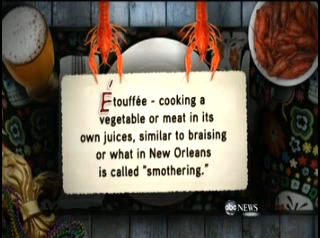 Étouffée - cooking a
vegetable or meat in its
own juices, similar to braising
or what in New Orleans
is called "smothering."
abc NEWS